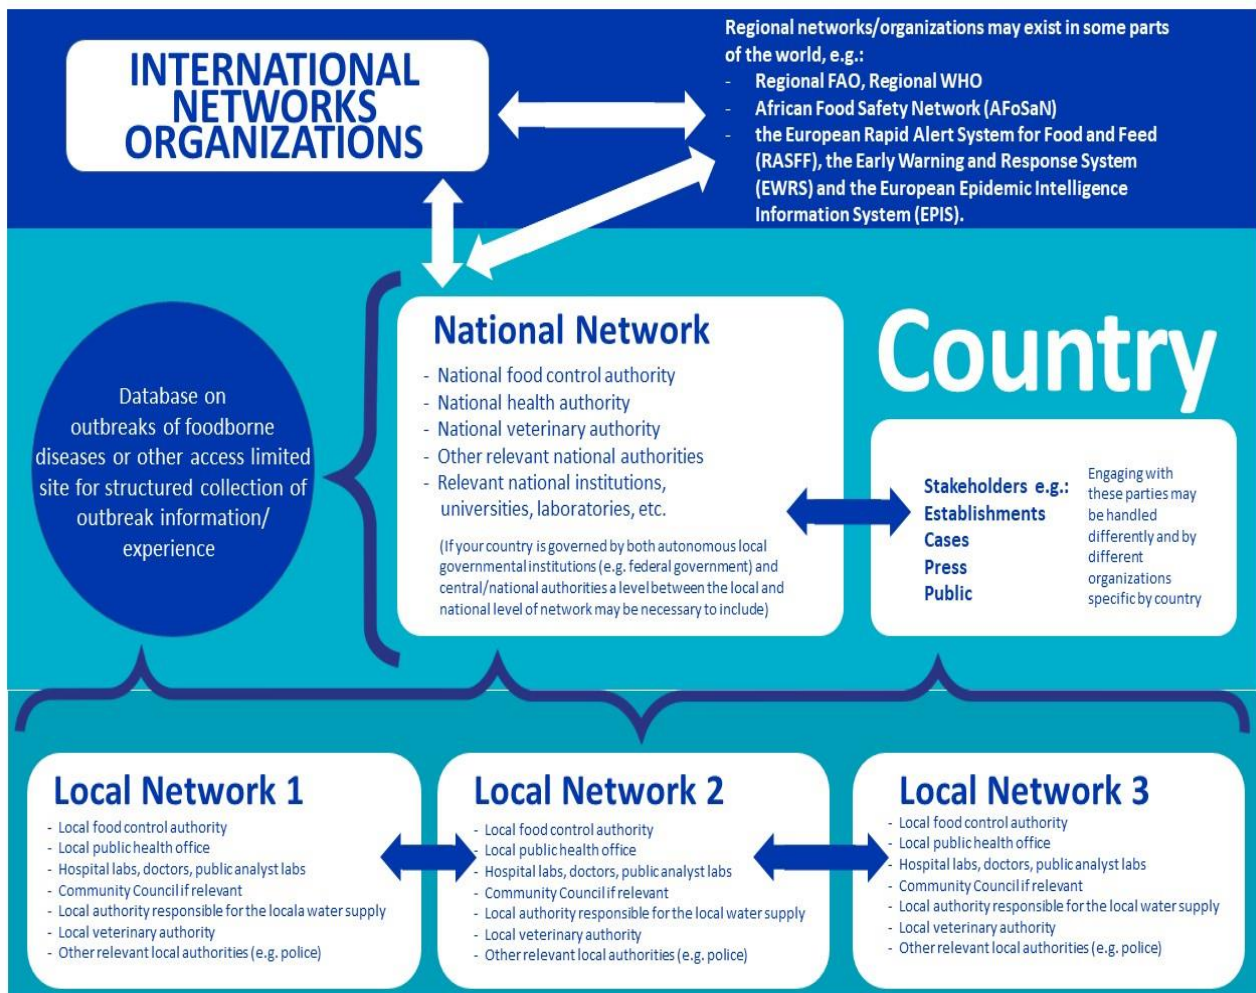 INTERNATIONAL
NETWORKS
ORGANIZATIONS
Regional networks/organizations may exist in some parts
of the world, e.g.:
- Regional FAO, Regional WHO
- African Food Safety Network (AFoSaN)
- the European Rapid Alert System for Food and Feed
(RASFF), the Early Warning and Response System
(EWRS) and the European Epidemic Intelligence
Information System (EPIS).
Database on
outbreaks of foodborne
diseases or other access limited
site for structured collection of
outbreak information/
experience
National Network
- National food control authority
- National health authority
- National veterinary authority
- Other relevant national authorities
- Relevant national institutions,
universities, laboratories, etc.
(If your country is governed by both autonomous local
governmental institutions (e.g. federal government) and
central/national authorities a level between the local and
national level of network may be necessary to include)
Country
Stakeholders e.g.:
Establishments
Cases
Press
Public
Engaging with
these parties may
be handled
differently and by
different
organizations
specific by country
Local Network 1
- Local food control authority
- Local public health office
- Hospital labs, doctors, public analyst labs
- Community Council if relevant
- Local authority responsible for the locala water supply
- Local veterinary authority
- Other relevant local authorities (e.g. police)
Local Network 2
- Local food control authority
- Local public health office
- Hospital labs, doctors, public analyst labs
- Community Council if relevant
- Local authority responsible for the local water supply
- Local veterinary authority
- Other relevant local authorities (e.g. police)
Local Network 3
- Local food control authority
- Local public health office
- Hospital labs, doctors, public analyst labs
- Community Council if relevant
- Local authority responsible for the local water supply
- Local veterinary authority
- Other relevant local authorities (e.g. police)